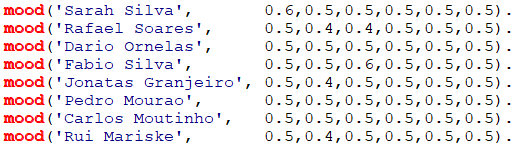 mood('Sarah Silva', 0.6,0.5,0.5,0.5,0.5,0.5).
mood('Rafael Soares', 0.5,0.4,0.4,0.5,0.5,0.5).
mood('Dario Ornelas', 0.5,0.5,0.5,0.5,0.5,0.5).
mood('Fabio Silva', 0.5,0.5,0.6,0.5,0.5,0.5).
mood('Jonatas Granjeiro', 0.5,0.4,0.5,0.5,0.5,0.5).
mood('Pedro Mourao', 0.5,0.5,0.5,0.5,0.5,0.5).
mood('Carlos Moutinho', 0.5,0.5,0.5,0.5,0.5,0.5).
mood('Rui Mariske', 0.5,0.4,0.5,0.5,0.5,0.5).